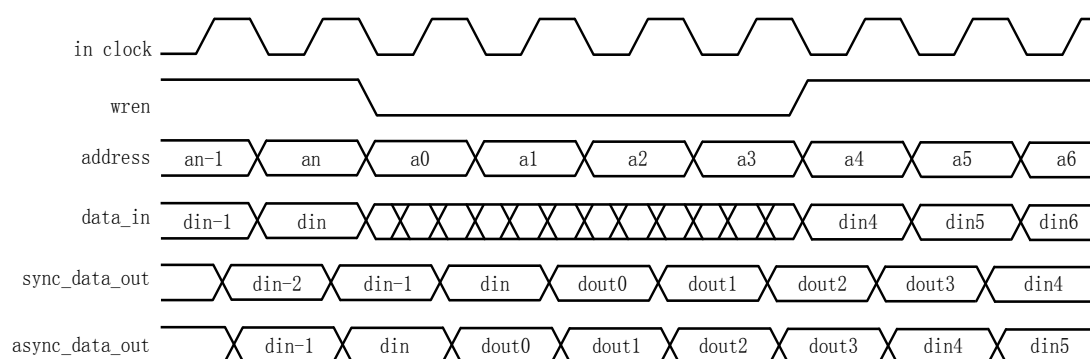 in clock
wren
address an-1 an a0 a1 a2 a3 a4 a5 a6
data_in din-1 din din4 din5 din6
sync_data_out din-2 din-1 din dout0 dout1 dout2 dout3 din4
async_data_out din-1 din dout0 dout1 dout2 dout3 din4 din5